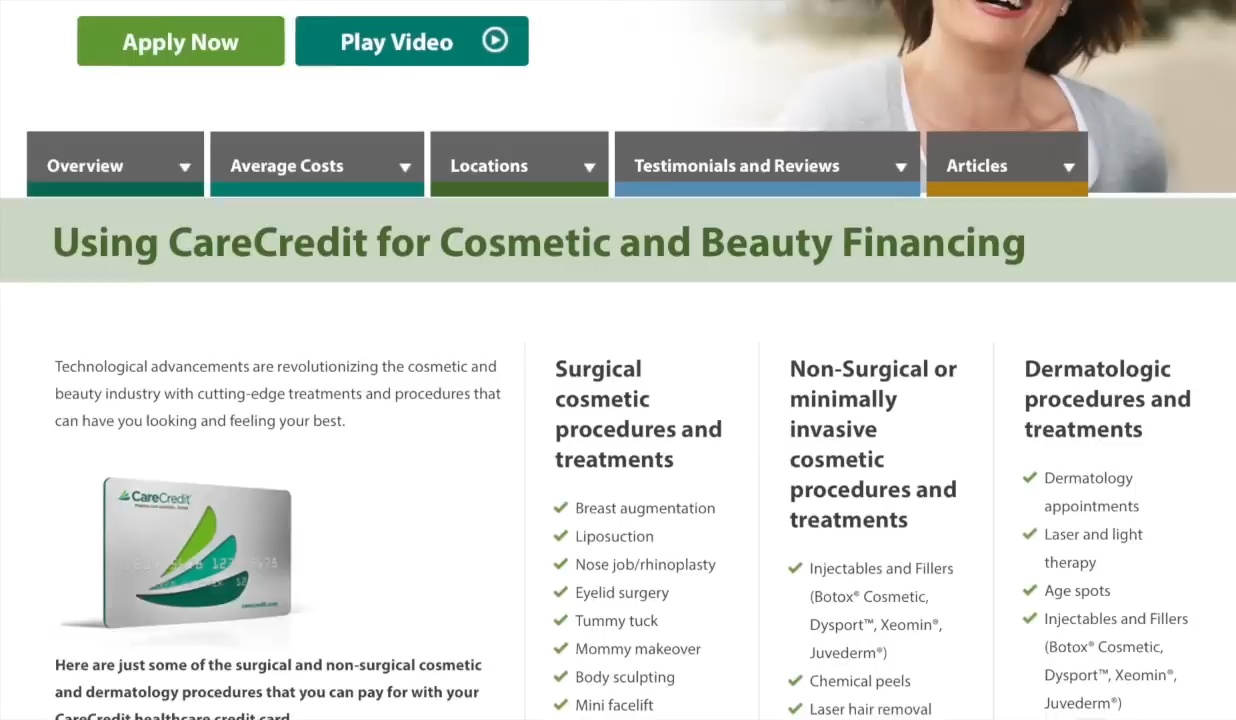 Apply Now
Play Video
Overview
Average Costs
Locations
Testimonials and Reviews
Articles
Using CareCredit for Cosmetic and Beauty Financing
Technological advancements are revolutionizing the cosmetic and
beauty industry with cutting-edge treatments and procedures that
can have you looking and feeling your best.
CareCredit
carecredit.com
Here are just some of the surgical and non-surgical cosmetic
and dermatology procedures that you can pay for with your
CareCredit healthcare credit card
Surgical
cosmetic
procedures and
treatments
Breast augmentation
Liposuction
Nose job/rhinoplasty
Eyelid surgery
Tummy tuck
Mommy makeover
Body sculpting
Mini facelift
Non-Surgical or
minimally
invasive
cosmetic
procedures and
treatments
Injectables and Fillers
(Botox® Cosmetic,
Dysport™, Xeomin®,
Juvederm®)
Chemical peels
Laser hair removal
Dermatologic
procedures and
treatments
Dermatology
appointments
Laser and light
therapy
Age spots
Injectables and Fillers
(Botox® Cosmetic,
Dysport™, Xeomin®,
Juvederm®)